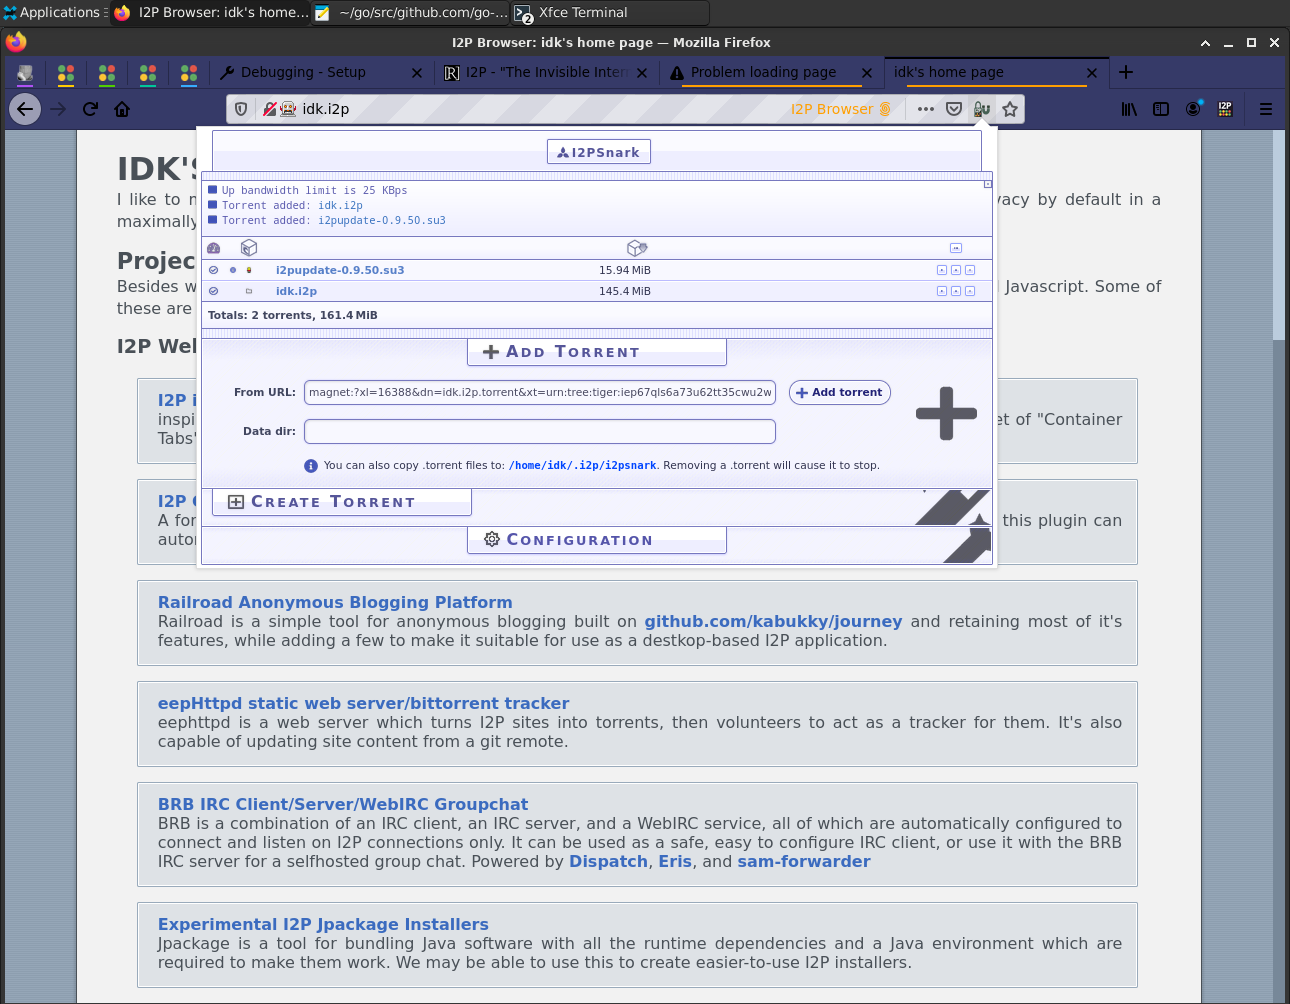 Applications
I2P Browser: idk's home...
~/go/src/github.com/go-...
2
Xfce Terminal
I2P Browser: idk's home page — Mozilla Firefox
Debugging - Setup
I2P - "The Invisible Inter
Problem loading page
idk's home page
idk.i2p
I2P Browser
I2PSnark
Up bandwidth limit is 25 KBps
Torrent added: idk.i2p
Torrent added: i2pupdate-0.9.50.su3
i2pupdate-0.9.50.su3 15.94 MiB
idk.i2p 145.4 MiB
Totals: 2 torrents, 161.4 MiB
Add Torrent
From URL: magnet:?xl=16388&dn=idk.i2p.torrent&xt=urn:tree:tiger:iep67qls6a73u62tt35cwu2w
Add torrent
Data dir:
You can also copy .torrent files to: /home/idk/.i2p/i2psnark. Removing a .torrent will cause it to stop.
Create Torrent
Configuration
IDK'S
I like to
by default in a
maximally
Projec
Besides
Javascript. Some of
these are
I2P Wel
I2P i
inspi
et of "Container
Tabs"
I2P
A for
this plugin can
auto
Railroad Anonymous Blogging Platform
Railroad is a simple tool for anonymous blogging built on github.com/kabukky/journey and retaining most of it's
features, while adding a few to make it suitable for use as a destkop-based I2P application.
eepHttpd static web server/bittorrent tracker
eephttpd is a web server which turns I2P sites into torrents, then volunteers to act as a tracker for them. It's also
capable of updating site content from a git remote.
BRB IRC Client/Server/WebIRC Groupchat
BRB is a combination of an IRC client, an IRC server, and a WebIRC service, all of which are automatically configured to
connect and listen on I2P connections only. It can be used as a safe, easy to configure IRC client, or use it with the BRB
IRC server for a selfhosted group chat. Powered by Dispatch, Eris, and sam-forwarder
Experimental I2P Jpackage Installers
Jpackage is a tool for bundling Java software with all the runtime dependencies and a Java environment which are
required to make them work. We may be able to use this to create easier-to-use I2P installers.